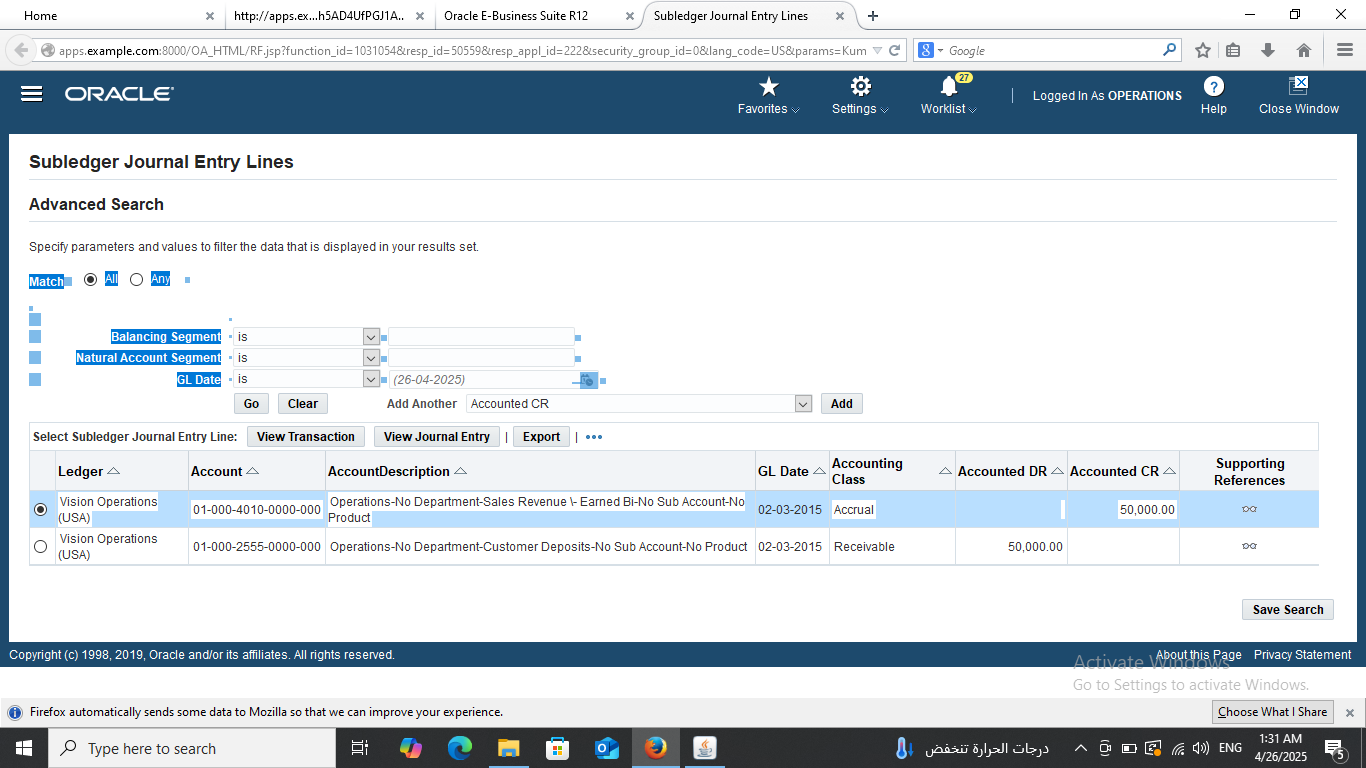 Home
http://apps.ex...h5AD4UfPGJ1A..
Oracle E-Business Suite R12
Subledger Journal Entry Lines
apps.example.com:8000/OA_HTML/RF.jsp?function_id=1031054&resp_id=50559&resp_appl_id=222&security_group_id=0&lang_code=US&params=Kum
Google
ORACLE
Favorites
Settings
27
Worklist
Logged In As OPERATIONS
Help
Close Window
Subledger Journal Entry Lines
Advanced Search
Specify parameters and values to filter the data that is displayed in your results set.
Match All Any
Balancing Segment is
Natural Account Segment is
GL Date is (26-04-2025)
Go Clear Add Another Accounted CR Add
Select Subledger Journal Entry Line: View Transaction View Journal Entry | Export | •••
Ledger Account AccountDescription GL Date Accounting Class Accounted DR Accounted CR Supporting References
Vision Operations (USA) 01-000-4010-0000-000 Operations-No Department-Sales Revenue \- Earned Bi-No Sub Account-No Product 02-03-2015 Accrual 50,000.00
Vision Operations (USA) 01-000-2555-0000-000 Operations-No Department-Customer Deposits-No Sub Account-No Product 02-03-2015 Receivable 50,000.00
Save Search
Copyright (c) 1998, 2019, Oracle and/or its affiliates. All rights reserved.
About this Page Privacy Statement
Activate Windows
Go to Settings to activate Windows.
Firefox automatically sends some data to Mozilla so that we can improve your experience.
Choose What I Share
Type here to search
درجات الحرارة تنخفض
ENG
1:31 AM
4/26/2025
5